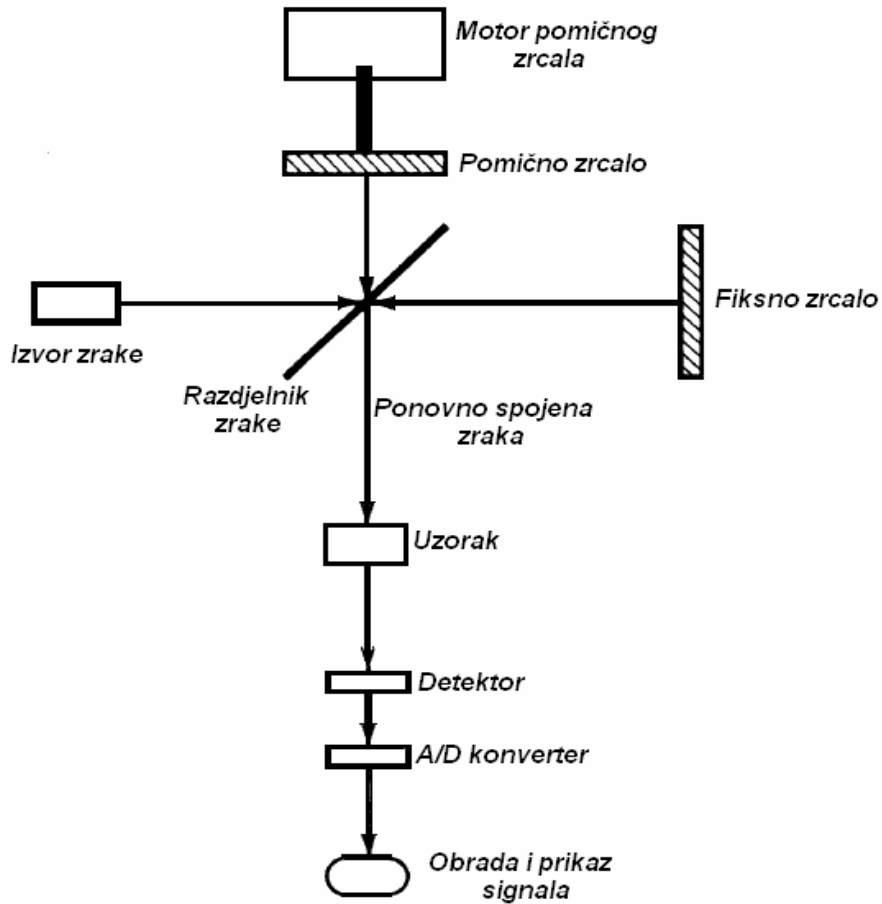 Motor pomičnog
zrcala
Pomično zrcalo
Fiksno zrcalo
Izvor zrake
Razdjelnik
zrake
Ponovno spojena
zraka
Uzorak
Detektor
A/D konverter
Obrada i prikaz
signala